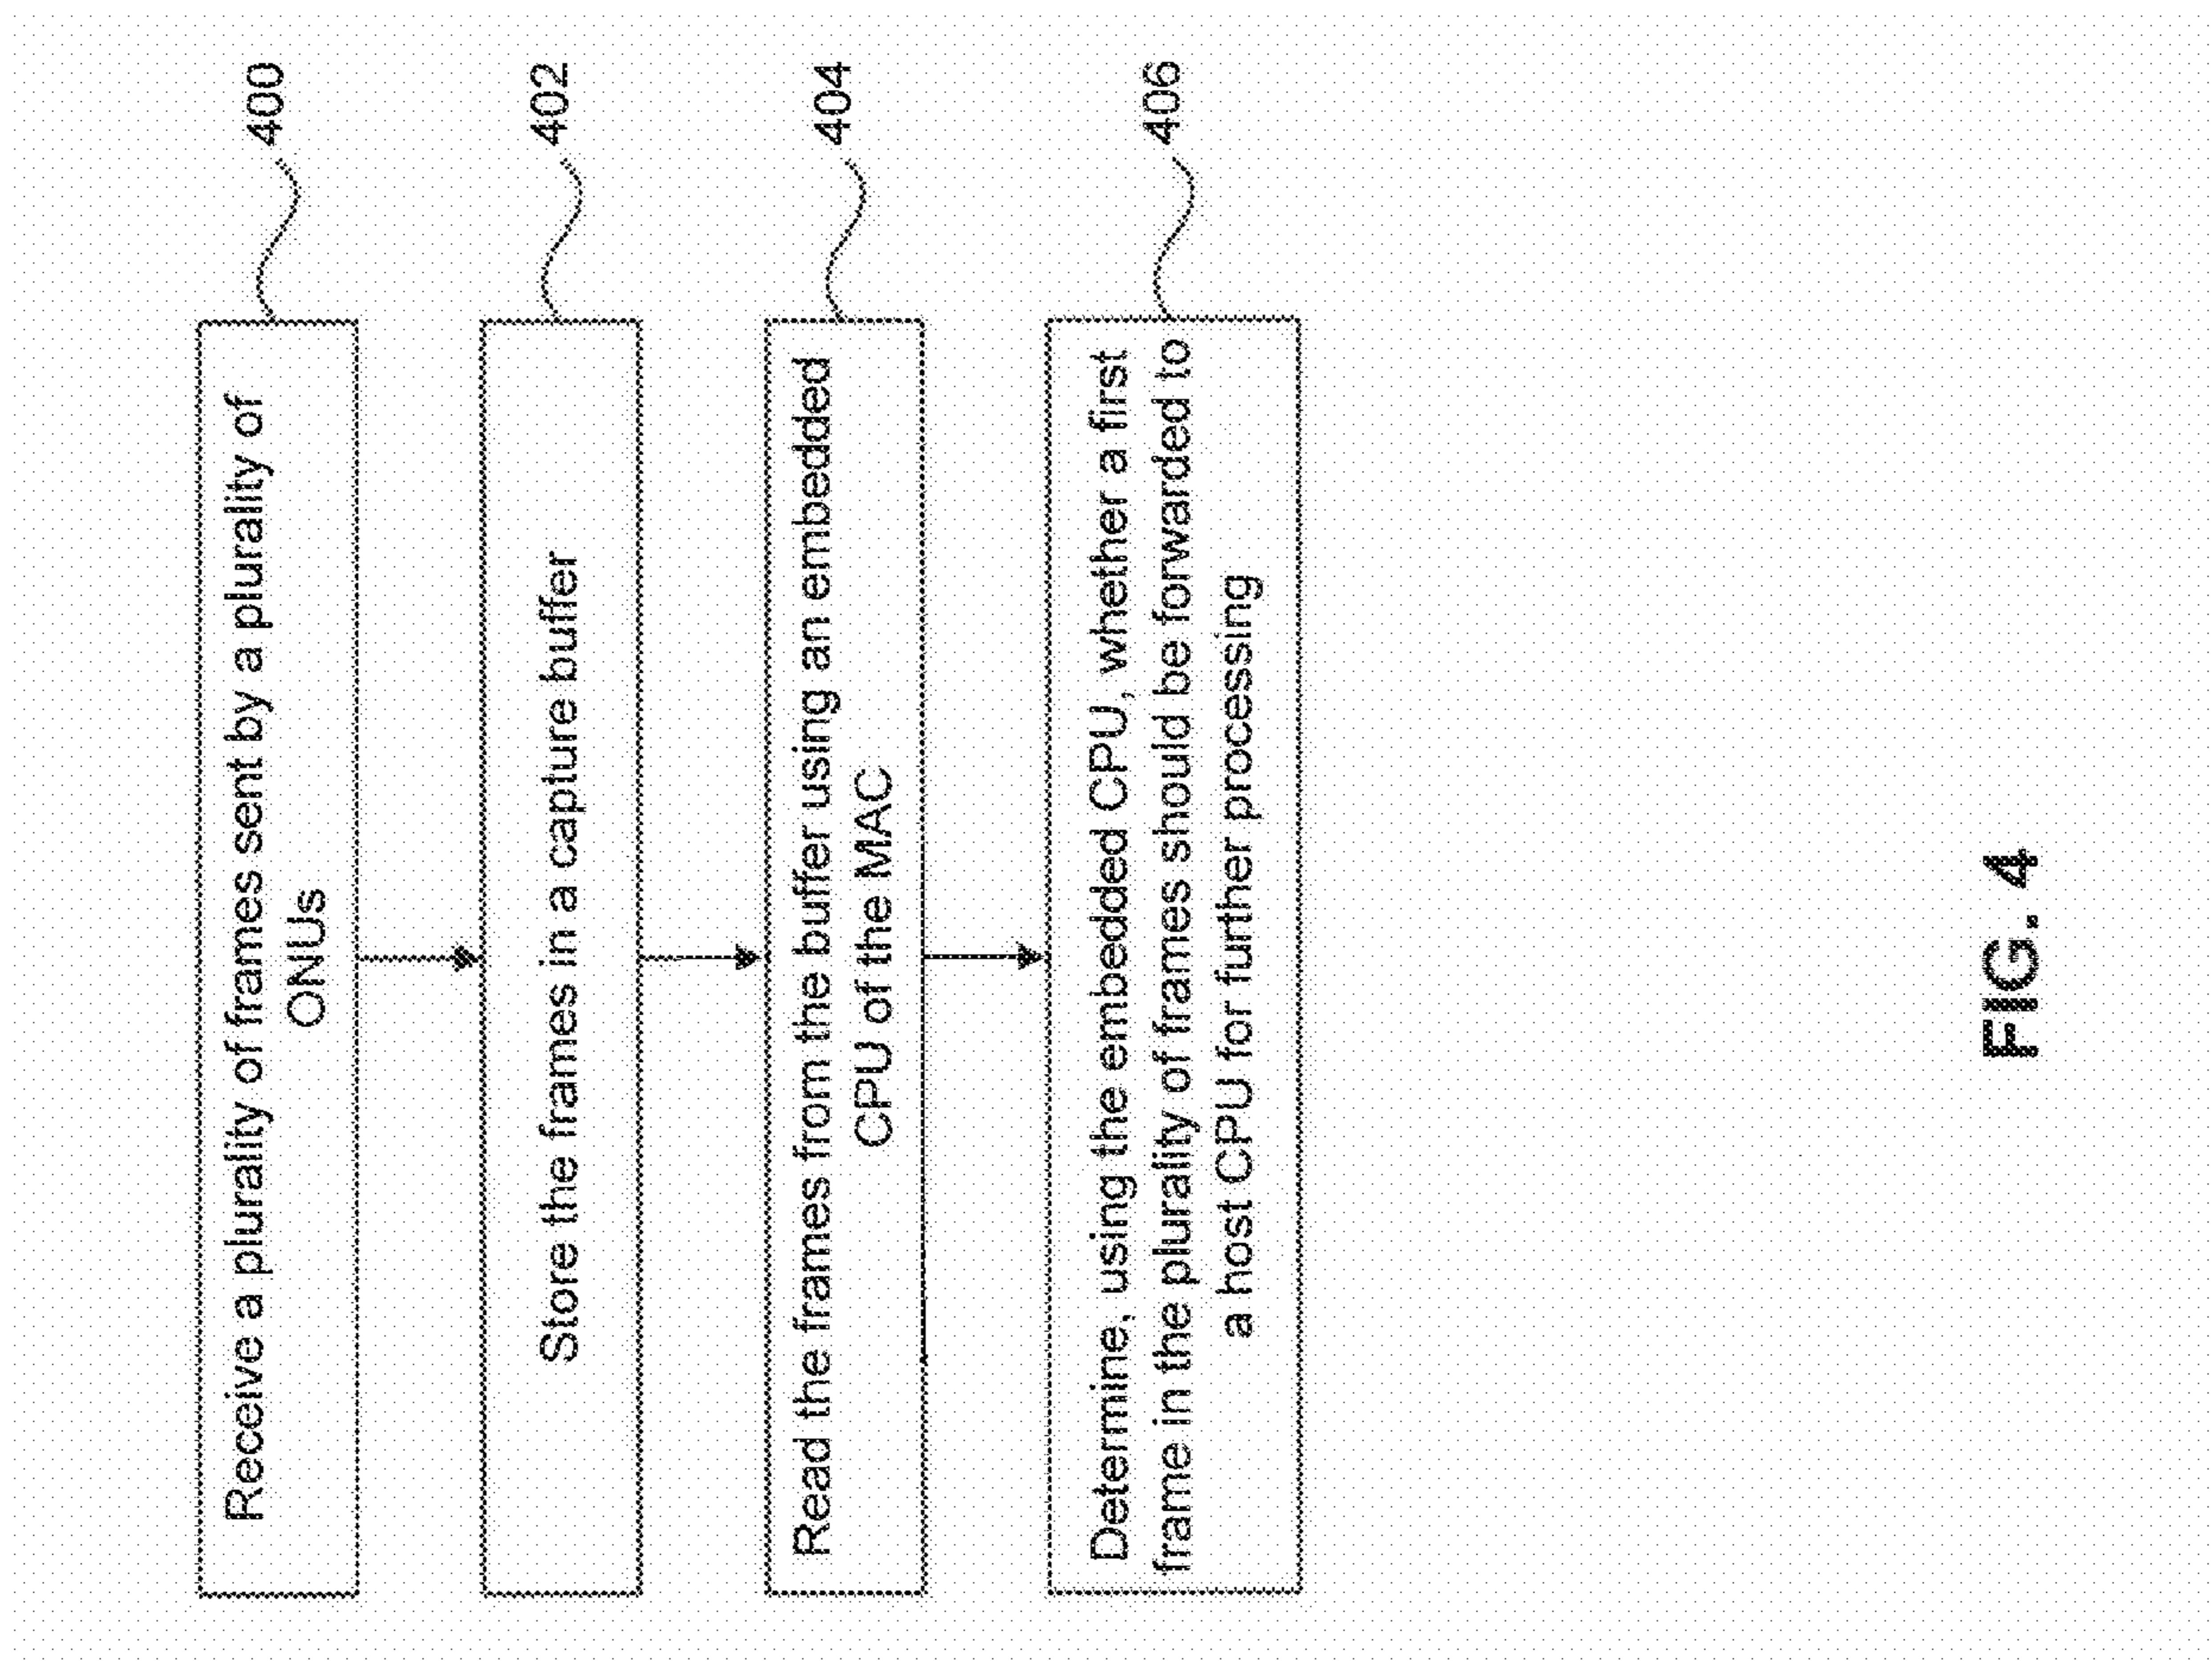 Receive a plurality of frames sent by a plurality of
ONUs
400
Store the frames in a capture buffer
402
Read the frames from the buffer using an embedded
CPU of the MAC
404
Determine, using the embedded CPU, whether a first
frame in the plurality of frames should be forwarded to
a host CPU for further processing
406
FIG. 4